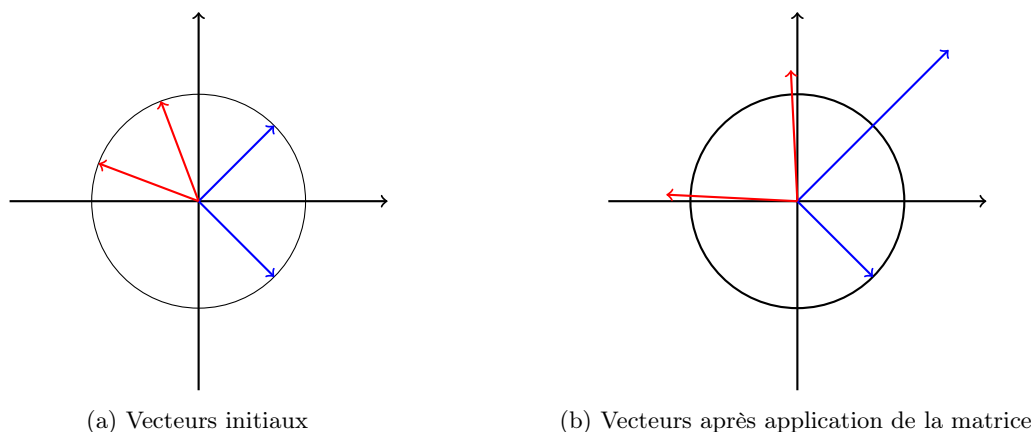 (a) Vecteurs initiaux
(b) Vecteurs après application de la matrice